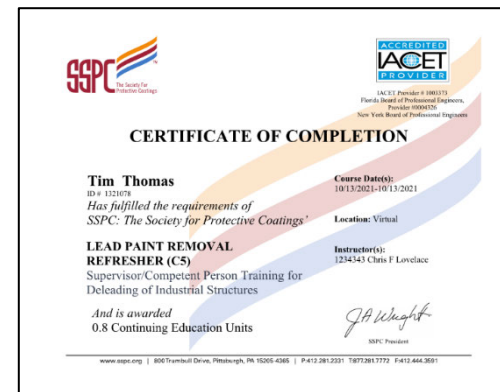 SSPC
The Society For
Protective Coatings
ACCREDITED
IACET
PROVIDER
IACET Provider # 1003373
Florida Board of Professional Engineers,
Provider #0004326
New York Board of Professional Engineers
CERTIFICATE OF COMPLETION
Tim Thomas
ID # 1321078
Has fulfilled the requirements of
SSPC: The Society for Protective Coatings'
LEAD PAINT REMOVAL
REFRESHER (C5)
Supervisor/Competent Person Training for
Deleading of Industrial Structures
And is awarded
0.8 Continuing Education Units
Course Date(s):
10/13/2021-10/13/2021
Location: Virtual
Instructor(s):
1234343 Chris F Lovelace
JA Wright
SSPC President
www.sspc.org | 800 Trumbull Drive, Pittsburgh, PA 15205-4365 | P:412.281.2331 T:877.281.7772 F:412.444.3591